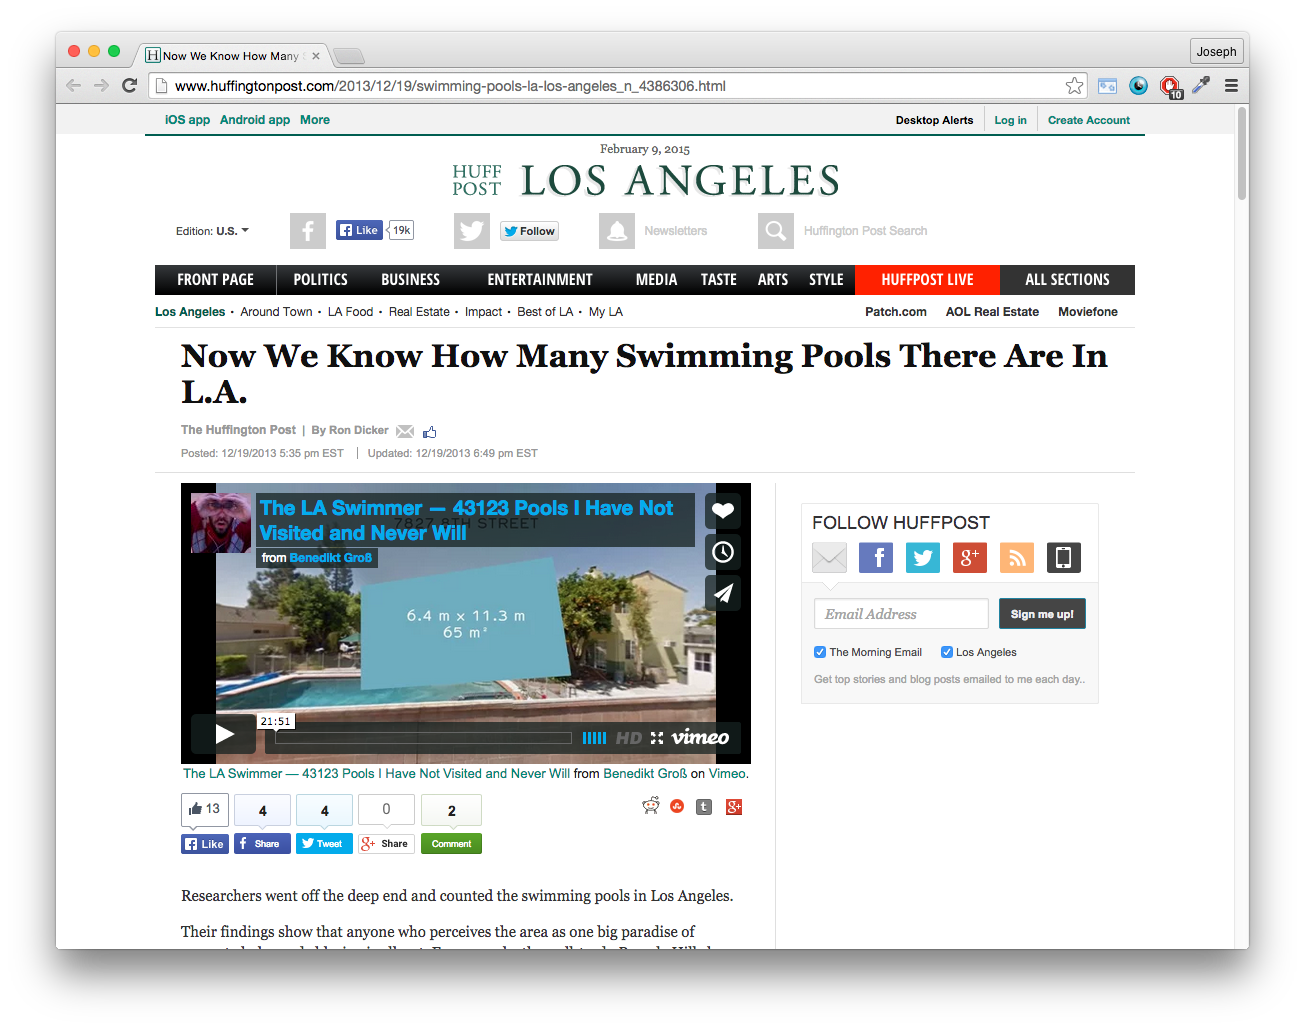 Now We Know How Many S
Joseph
www.huffingtonpost.com/2013/12/19/swimming-pools-la-los-angeles_n_4386306.html
10
iOS app Android app More
Desktop Alerts Log in Create Account
February 9, 2015
HUFF POST LOS ANGELES
Edition: U.S.
Like 19k
Follow
Newsletters
Huffington Post Search
FRONT PAGE POLITICS BUSINESS ENTERTAINMENT MEDIA TASTE ARTS STYLE HUFFPOST LIVE ALL SECTIONS
Los Angeles · Around Town · LA Food · Real Estate · Impact · Best of LA · My LA
Patch.com AOL Real Estate Moviefone
Now We Know How Many Swimming Pools There Are In
L.A.
The Huffington Post | By Ron Dicker
Posted: 12/19/2013 5:35 pm EST | Updated: 12/19/2013 6:49 pm EST
The LA Swimmer — 43123 Pools I Have Not
7827 8TH STREET
Visited and Never Will
from Benedikt Groß
6.4 m x 11.3 m
65 m²
21:51
HD vimeo
The LA Swimmer — 43123 Pools I Have Not Visited and Never Will from Benedikt Groß on Vimeo.
13 4 4 0 2
Like Share Tweet Share Comment
FOLLOW HUFFPOST
Email Address
Sign me up!
The Morning Email Los Angeles
Get top stories and blog posts emailed to me each day..
Researchers went off the deep end and counted the swimming pools in Los Angeles.
Their findings show that anyone who perceives the area as one big paradise of